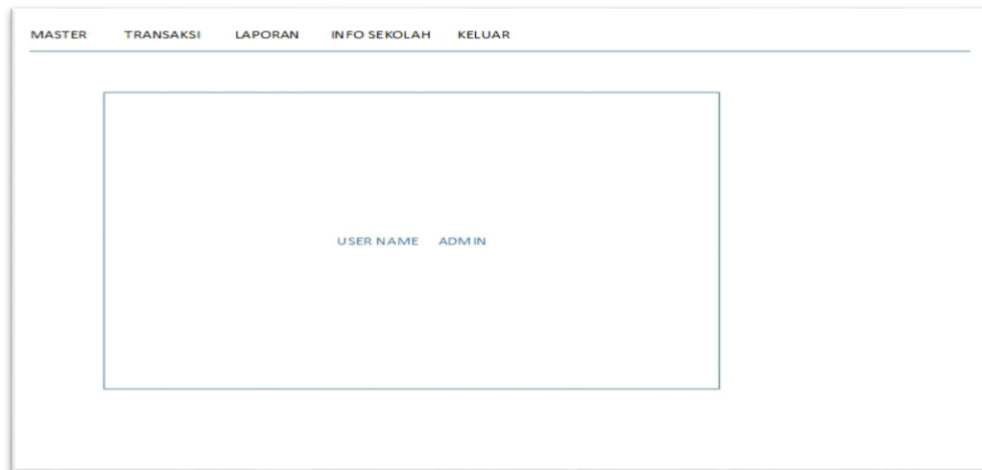 MASTER TRANSAKSI LAPORAN INFO SEKOLAH KELUAR
USER NAME ADMIN